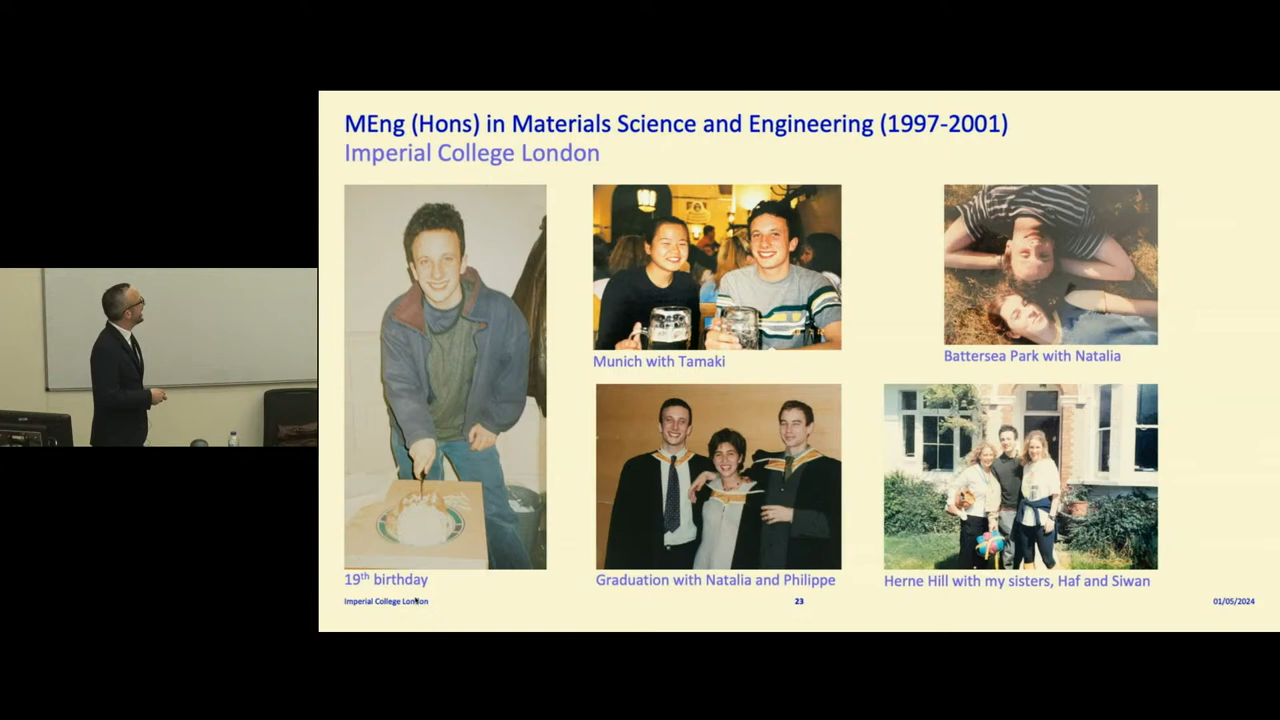 MEng (Hons) in Materials Science and Engineering (1997-2001)
Imperial College London
Munich with Tamaki
Battersea Park with Natalia
19th birthday
Graduation with Natalia and Philippe
Herne Hill with my sisters, Haf and Siwan
Imperial College London
23
01/05/2024